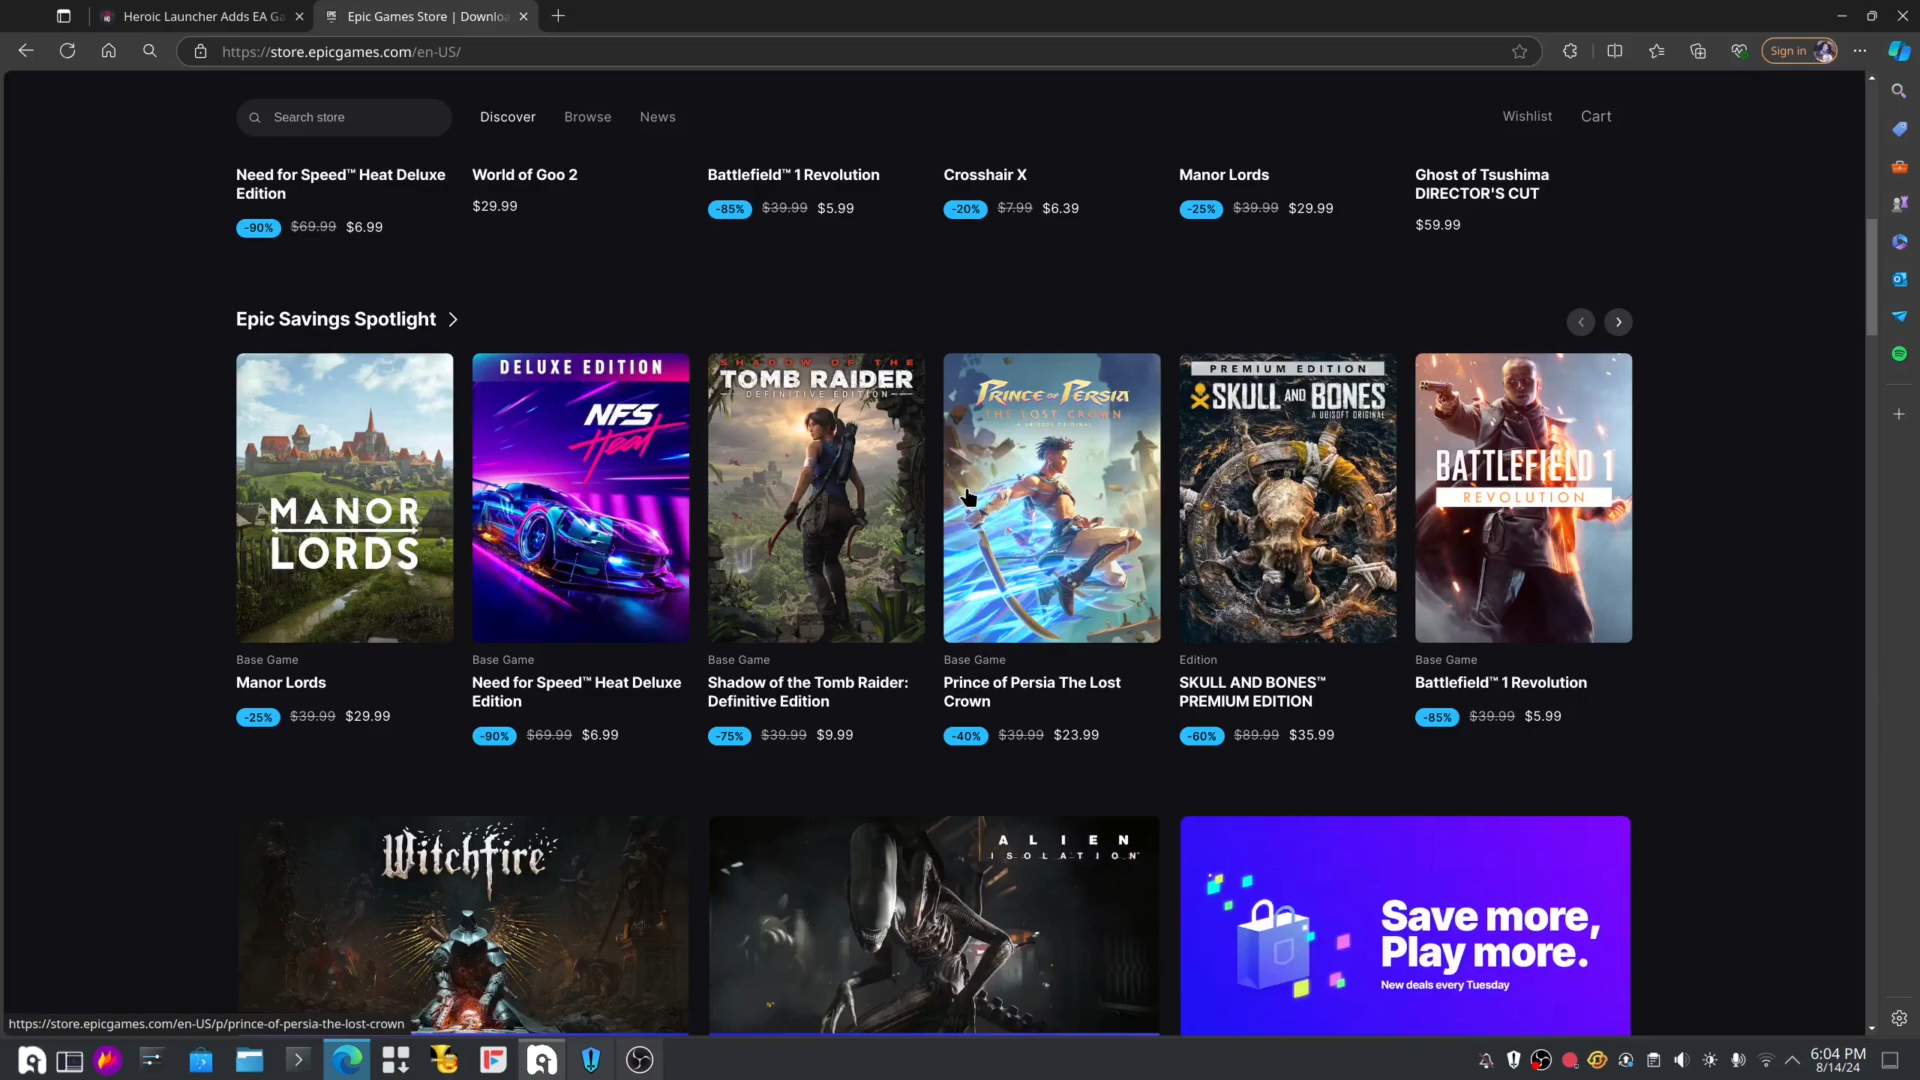 Heroic Launcher Adds EA Ga
Epic Games Store | Downloa
https://store.epicgames.com/en-US/
Sign in
Search store
Discover
Browse
News
Wishlist
Cart
Need for Speed™ Heat Deluxe
Edition
-90% $69.99 $6.99
World of Goo 2
$29.99
Battlefield™ 1 Revolution
-85% $39.99 $5.99
Crosshair X
-20% $7.99 $6.39
Manor Lords
-25% $39.99 $29.99
Ghost of Tsushima
DIRECTOR'S CUT
$59.99
Epic Savings Spotlight
MANOR
LORDS
DELUXE EDITION
NFS
Heat
SHADOW OF THE
TOMB RAIDER
DEFINITIVE EDITION
PRINCE OF PERSIA
THE LOST CROWN
A UBISOFT ORIGINAL
PREMIUM EDITION
SKULL AND BONES
A UBISOFT ORIGINAL
BATTLEFIELD 1
REVOLUTION
Base Game
Manor Lords
-25% $39.99 $29.99
Base Game
Need for Speed™ Heat Deluxe
Edition
-90% $69.99 $6.99
Base Game
Shadow of the Tomb Raider:
Definitive Edition
-75% $39.99 $9.99
Base Game
Prince of Persia The Lost
Crown
-40% $39.99 $23.99
Edition
SKULL AND BONES™
PREMIUM EDITION
-60% $89.99 $35.99
Base Game
Battlefield™ 1 Revolution
-85% $39.99 $5.99
Witchfire
ALIEN
ISOLATION
Save more,
Play more.
New deals every Tuesday
https://store.epicgames.com/en-US/p/prince-of-persia-the-lost-crown
6:04 PM
8/14/24